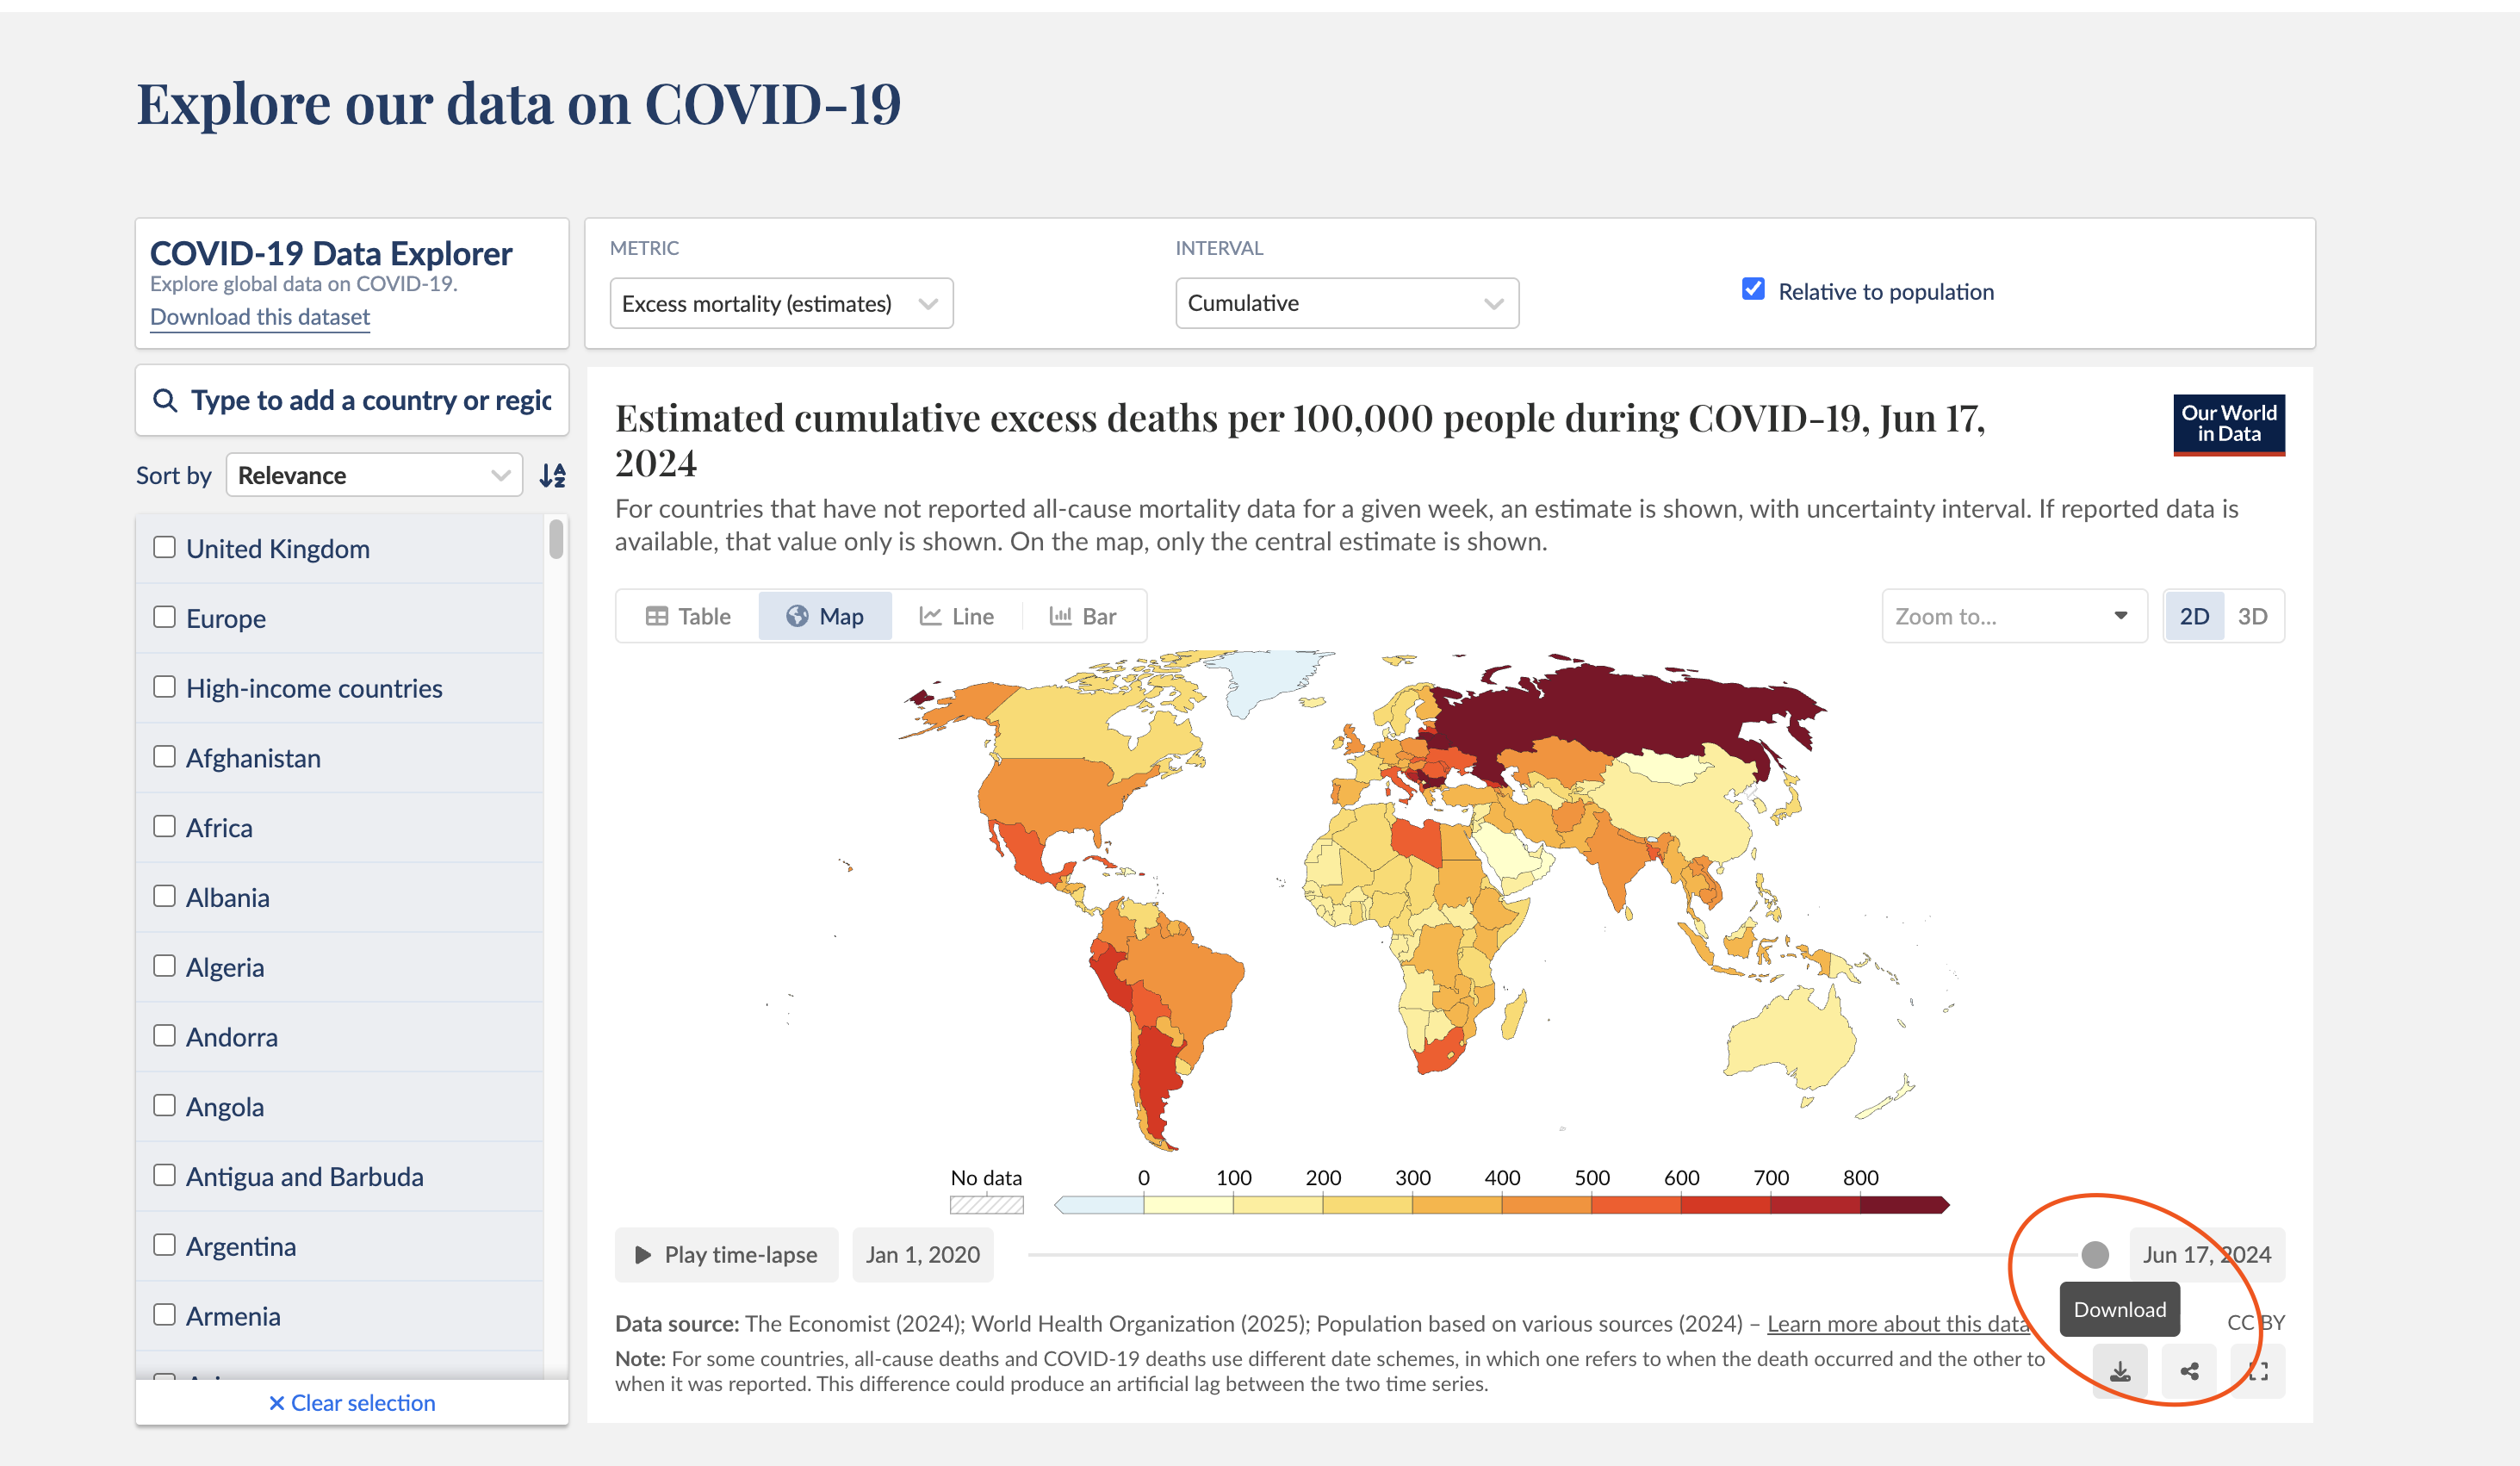 Explore our data on COVID-19
COVID-19 Data Explorer
Explore global data on COVID-19.
Download this dataset
METRIC
Excess mortality (estimates)
INTERVAL
Cumulative
Relative to population
Type to add a country or regio
Sort by
Relevance
United Kingdom
Europe
High-income countries
Afghanistan
Africa
Albania
Algeria
Andorra
Angola
Antigua and Barbuda
Argentina
Armenia
Clear selection
Estimated cumulative excess deaths per 100,000 people during COVID-19, Jun 17,
2024
Our World
in Data
For countries that have not reported all-cause mortality data for a given week, an estimate is shown, with uncertainty interval. If reported data is
available, that value only is shown. On the map, only the central estimate is shown.
Table
Map
Line
Bar
Zoom to...
2D
3D
No data
0
100
200
300
400
500
600
700
800
Play time-lapse
Jan 1, 2020
Jun 17, 2024
Download
Data source: The Economist (2024); World Health Organization (2025); Population based on various sources (2024) – Learn more about this data
CC BY
Note: For some countries, all-cause deaths and COVID-19 deaths use different date schemes, in which one refers to when the death occurred and the other to
when it was reported. This difference could produce an artificial lag between the two time series.